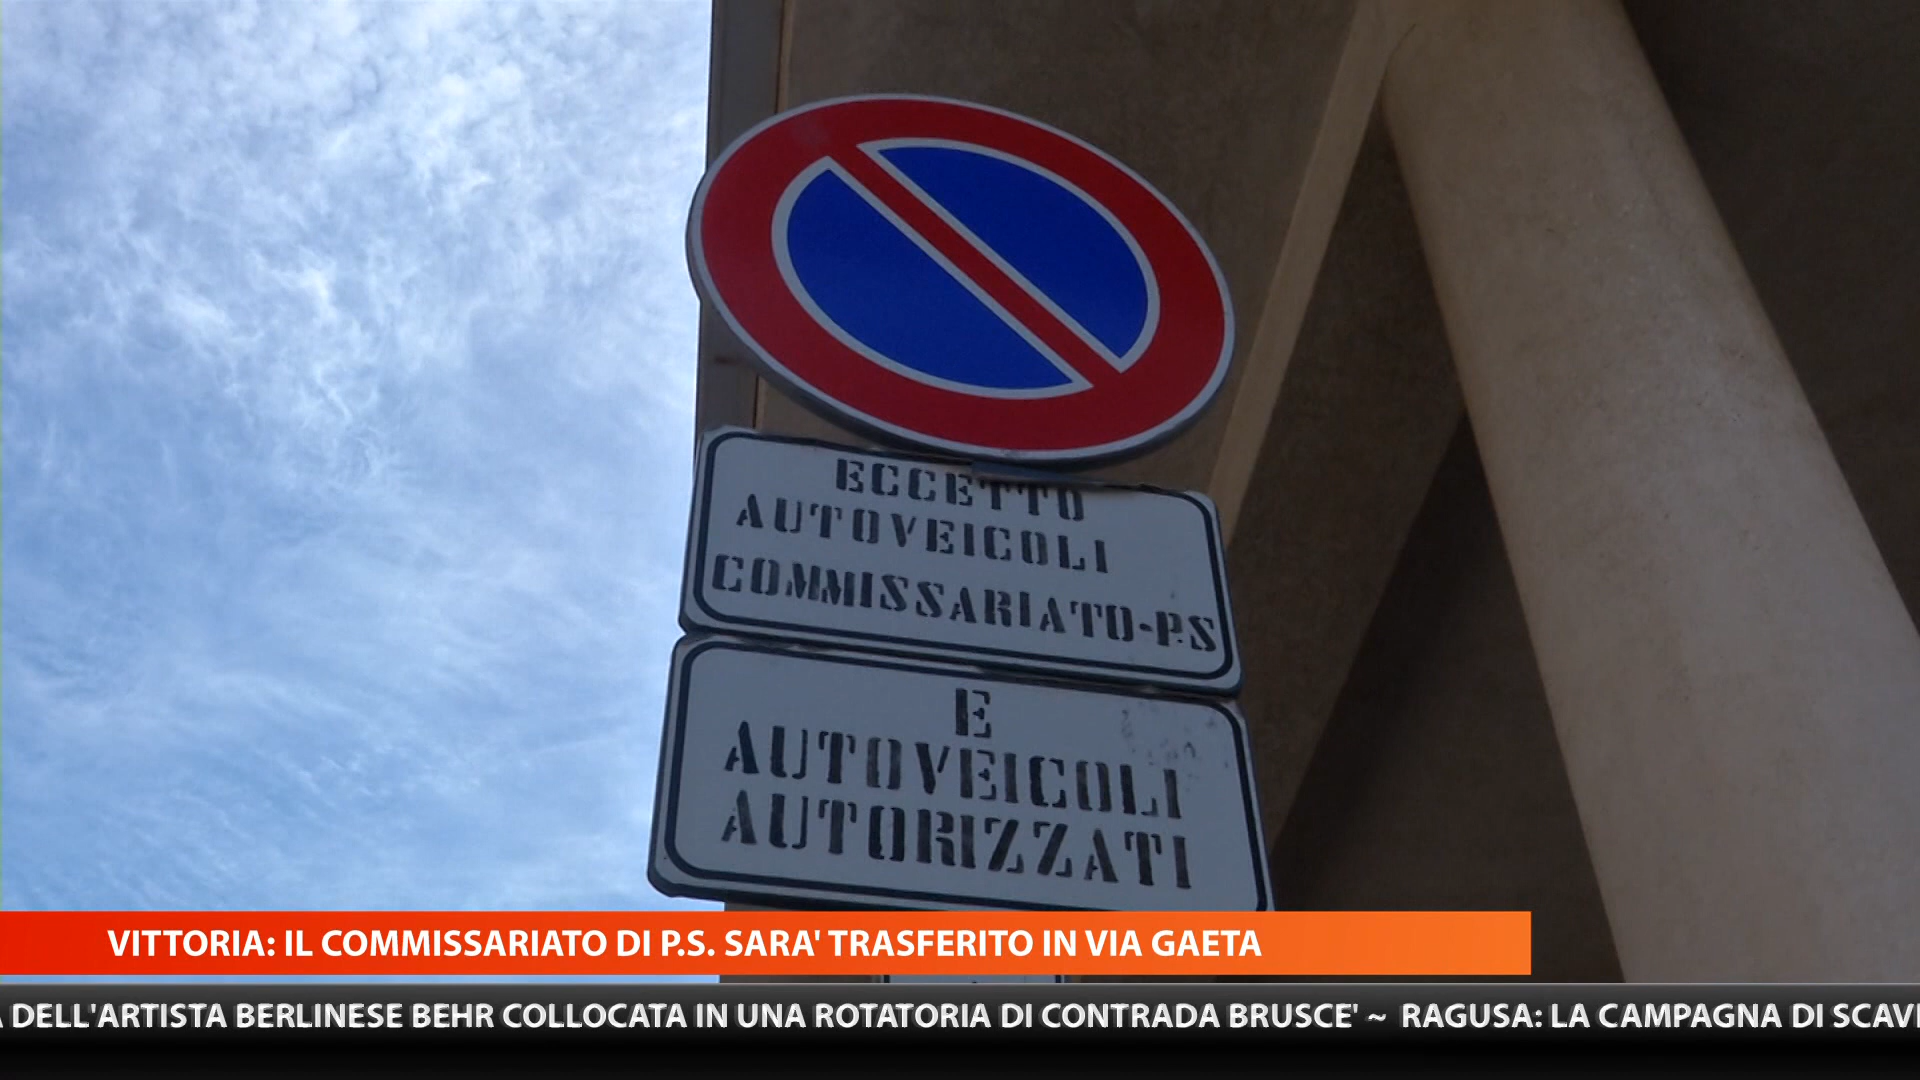 ECCETTO
AUTOVEICOLI
COMMISSARIATO-P.S
E
AUTOVEICOLI
AUTORIZZATI
VITTORIA: IL COMMISSARIATO DI P.S. SARA' TRASFERITO IN VIA GAETA
DELL'ARTISTA BERLINESE BEHR COLLOCATA IN UNA ROTATORIA DI CONTRADA BRUSCE' ~ RAGUSA: LA CAMPAGNA DI SCAVI